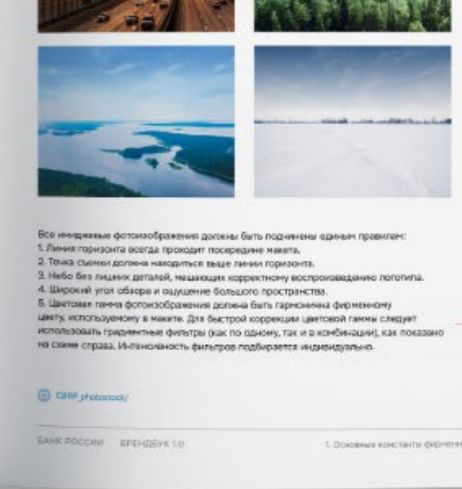 Все имиджевые фотоизображения должны быть подчинены единым правилам:
1. Линия горизонта всегда проходит посередине макета.
2. Точка съемки должна находиться выше линии горизонта.
3. Небо без лишних деталей, мешающих корректному воспроизведению логотипа.
4. Широкий угол обзора и ощущение большого пространства.
5. Цветовая гамма фотоизображения должна быть гармонична фирменному
цвету, используемому в макете. Для быстрой коррекции цветовой гаммы следует
использовать градиентные фильтры (как по одному, так и в комбинации), как показано
на схеме справа. Интенсивность фильтров подбирается индивидуально.
CBRF_photostock/
БАНК РОССИИ БРЕНДБУК 1.0
1. Основные константы фирменн